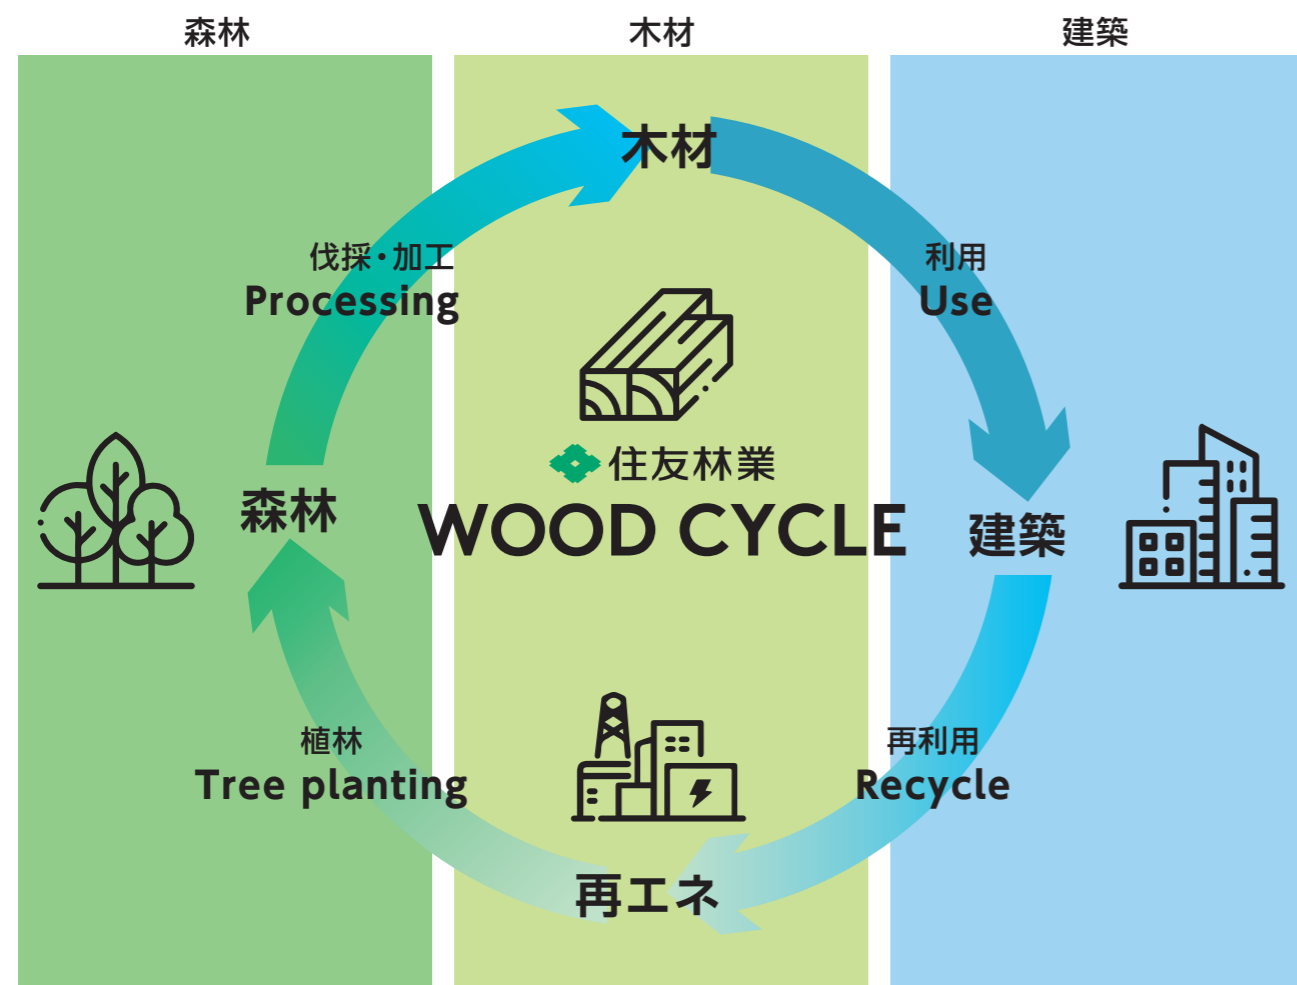 森林
木材
建築
木材
伐採・加工
Processing
利用
Use
住友林業
WOOD CYCLE
森林
建築
植林
Tree planting
再利用
Recycle
再エネ